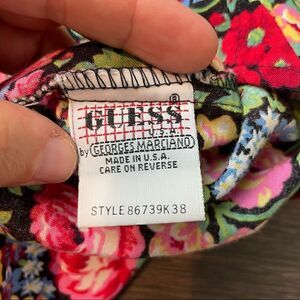 GUESS ®
U.S.A.
by GEORGES MARCIANO
MADE IN U.S.A.
CARE ON REVERSE
STYLE 86739K38